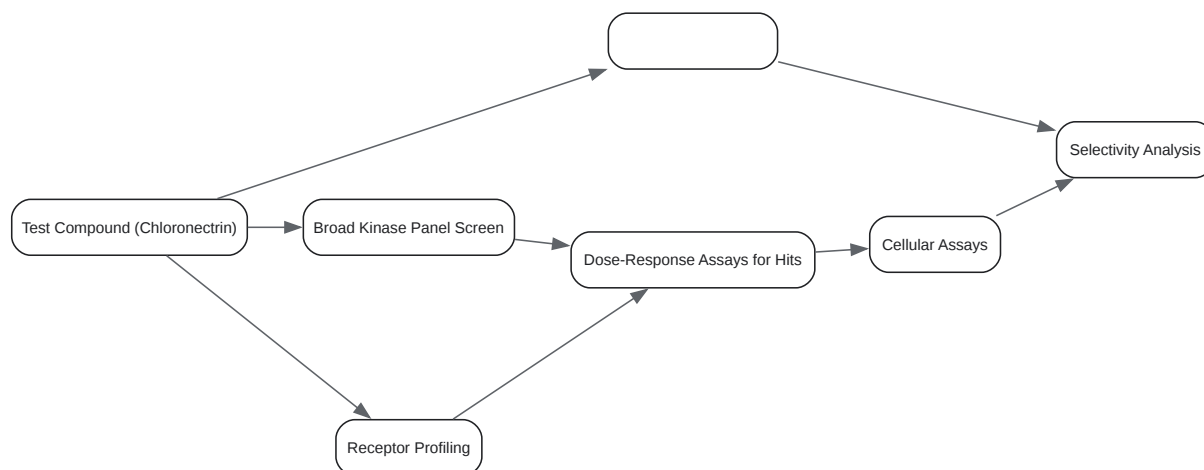 Selectivity Analysis
Test Compound (Chloronectrin)
Broad Kinase Panel Screen
Cellular Assays
Dose-Response Assays for Hits
Receptor Profiling